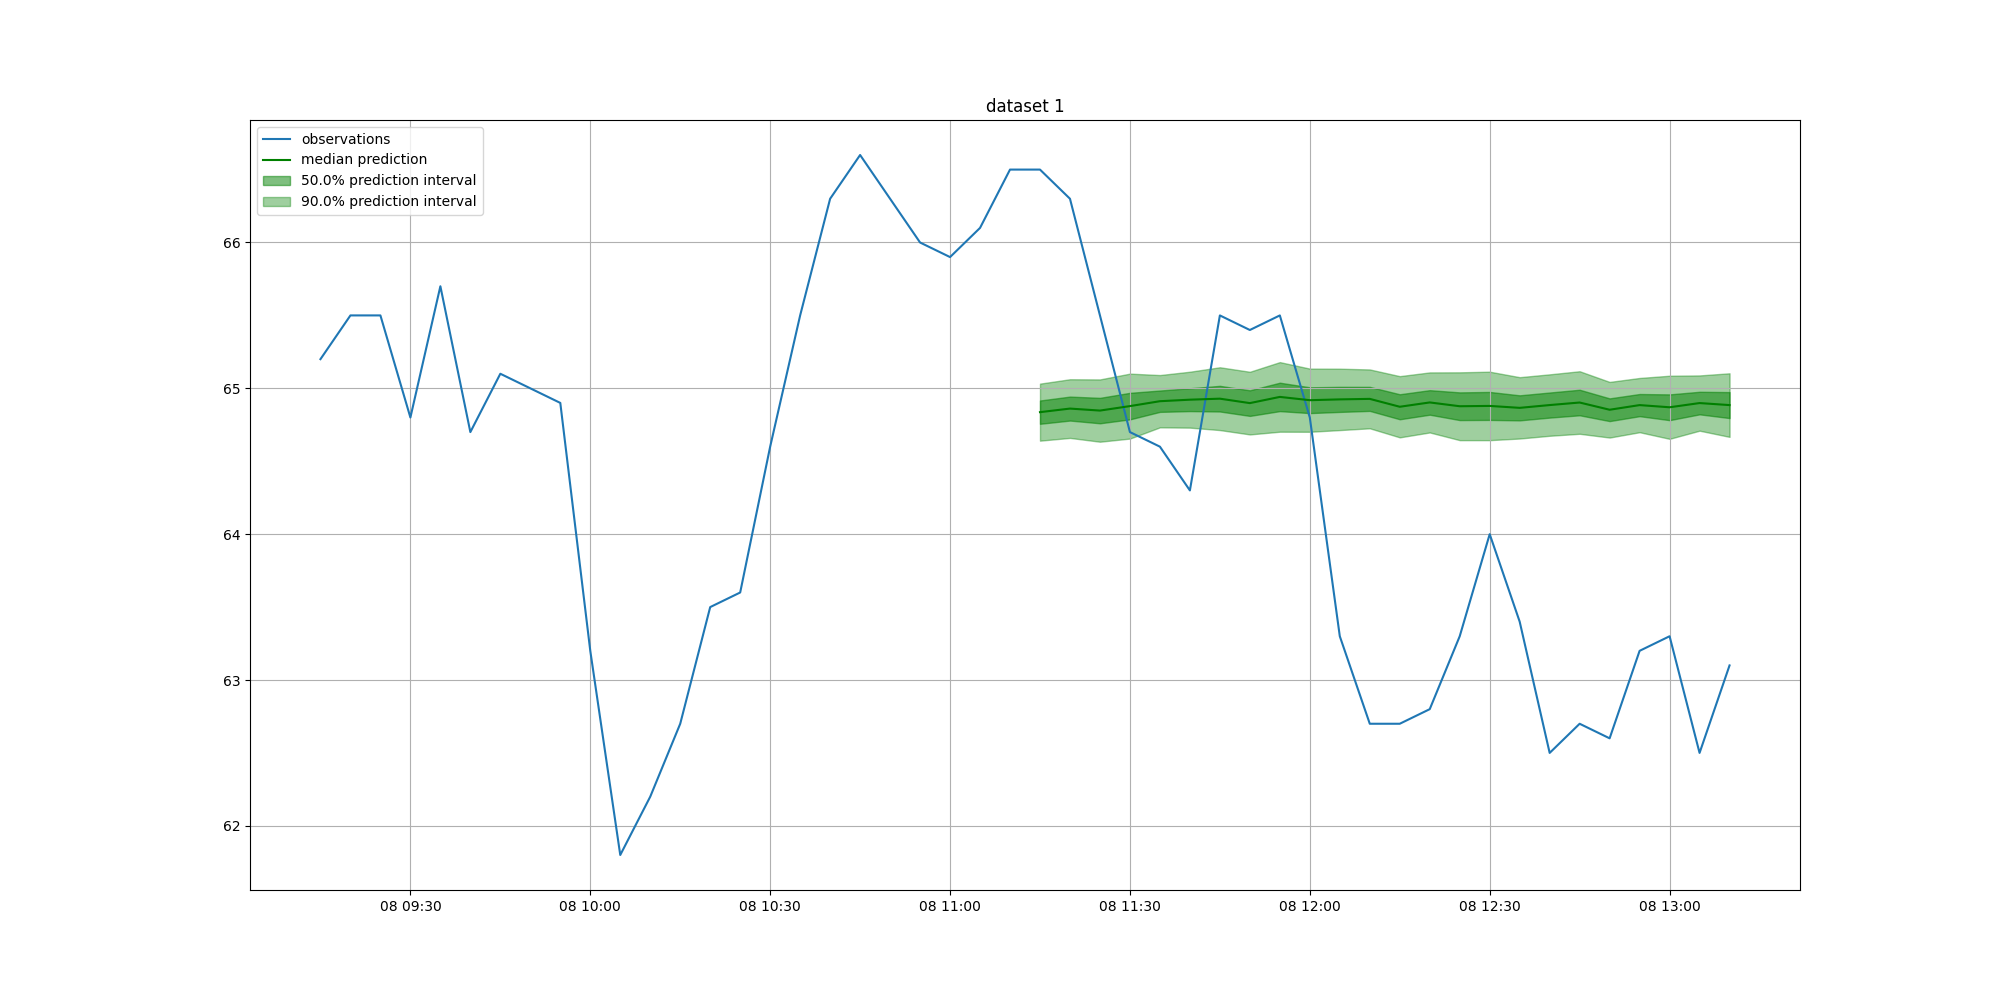 dataset 1
observations
median prediction
50.0% prediction interval
90.0% prediction interval
66
65
64
63
62
08 09:30 08 10:00 08 10:30 08 11:00 08 11:30 08 12:00 08 12:30 08 13:00